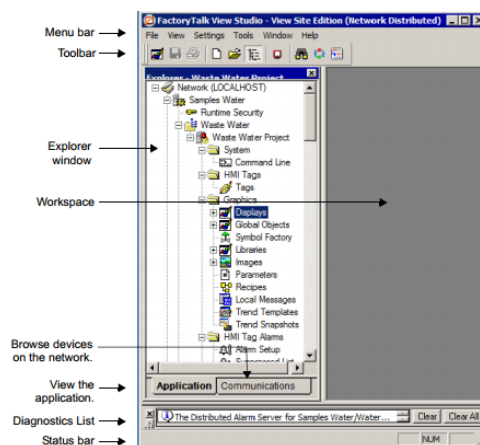 FactoryTalk View Studio - View Site Edition (Network Distributed)
Menu bar
File View Settings Tools Window Help
Toolbar
Explorer - Waste Water Project
Network (LOCALHOST)
Samples Water
Runtime Security
Waste Water
Waste Water Project
Explorer
window
System
Command Line
HMI Tags
Tags
Workspace
Graphics
Displays
Global Objects
Symbol Factory
Libraries
Images
Parameters
Recipes
Local Messages
Trend Templates
Trend Snapshots
HMI Tag Alarms
Browse devices
on the network.
Alarm Setup
Suppressed List
View the
application.
Application Communications
Diagnostics List
The Distributed Alarm Server for Samples Water/Water... Clear Clear All
Status bar
NUM